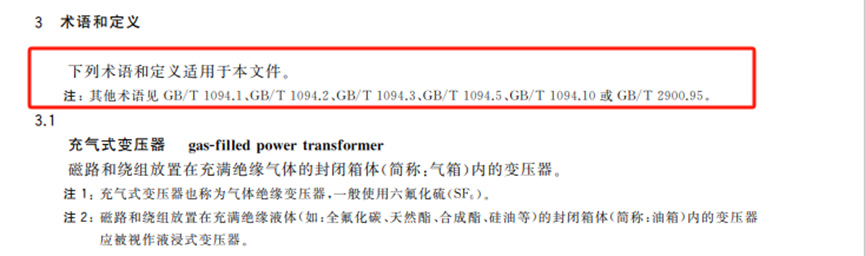 3 术语和定义
下列术语和定义适用于本文件。
注：其他术语见 GB/T 1094.1、GB/T 1094.2、GB/T 1094.3、GB/T 1094.5、GB/T 1094.10 或 GB/T 2900.95。
3.1
充气式变压器 gas-filled power transformer
磁路和绕组放置在充满绝缘气体的封闭箱体(简称：气箱)内的变压器。
注 1：充气式变压器也称为气体绝缘变压器，一般使用六氟化硫(SF₆)。
注 2：磁路和绕组放置在充满绝缘液体(如：全氟化碳、天然酯、合成酯、硅油等)的封闭箱体(简称：油箱)内的变压器
应被视作液浸式变压器。